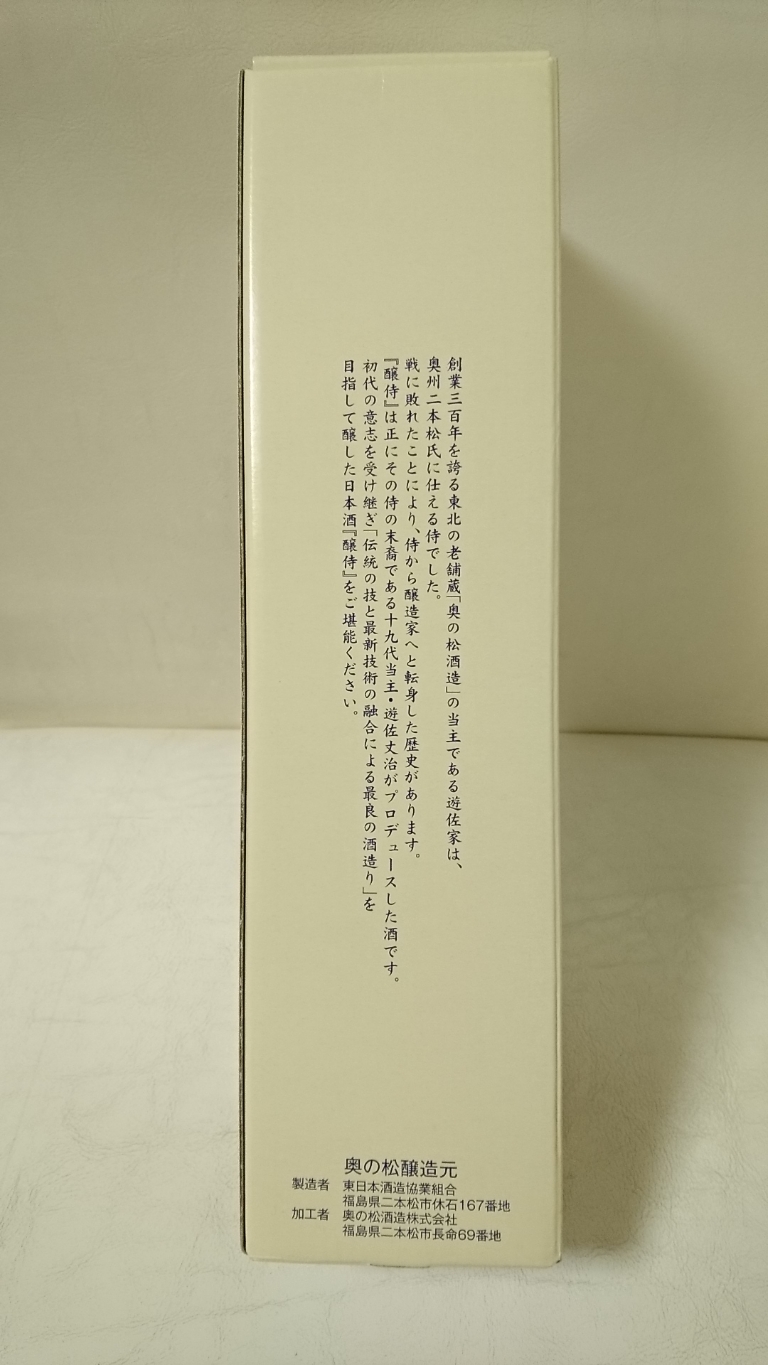 創業三百年を誇る東北の老舗蔵「奥の松酒造」の当主である遊佐家は、
奥州二本松氏に仕える侍でした。
戦に敗れたことにより、侍から醸造家へと転身した歴史があります。
『醸侍』は正にその侍の末裔である十九代当主・遊佐丈治がプロデュースした酒です。
初代の意志を受け継ぎ「伝統の技と最新技術の融合による最良の酒造り」を
目指して醸した日本酒『醸侍』をご堪能ください。
奥の松醸造元
製造者 東日本酒造協業組合
福島県二本松市休石167番地
加工者 奥の松酒造株式会社
福島県二本松市長命69番地